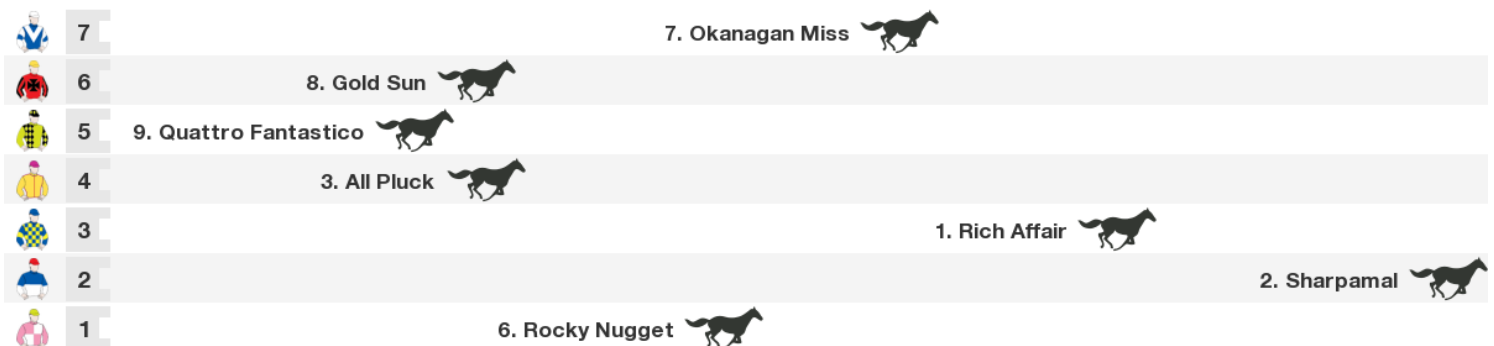 7 7. Okanagan Miss
6 8. Gold Sun
5 9. Quattro Fantastico
4 3. All Pluck
3 1. Rich Affair
2 2. Sharpamal
1 6. Rocky Nugget